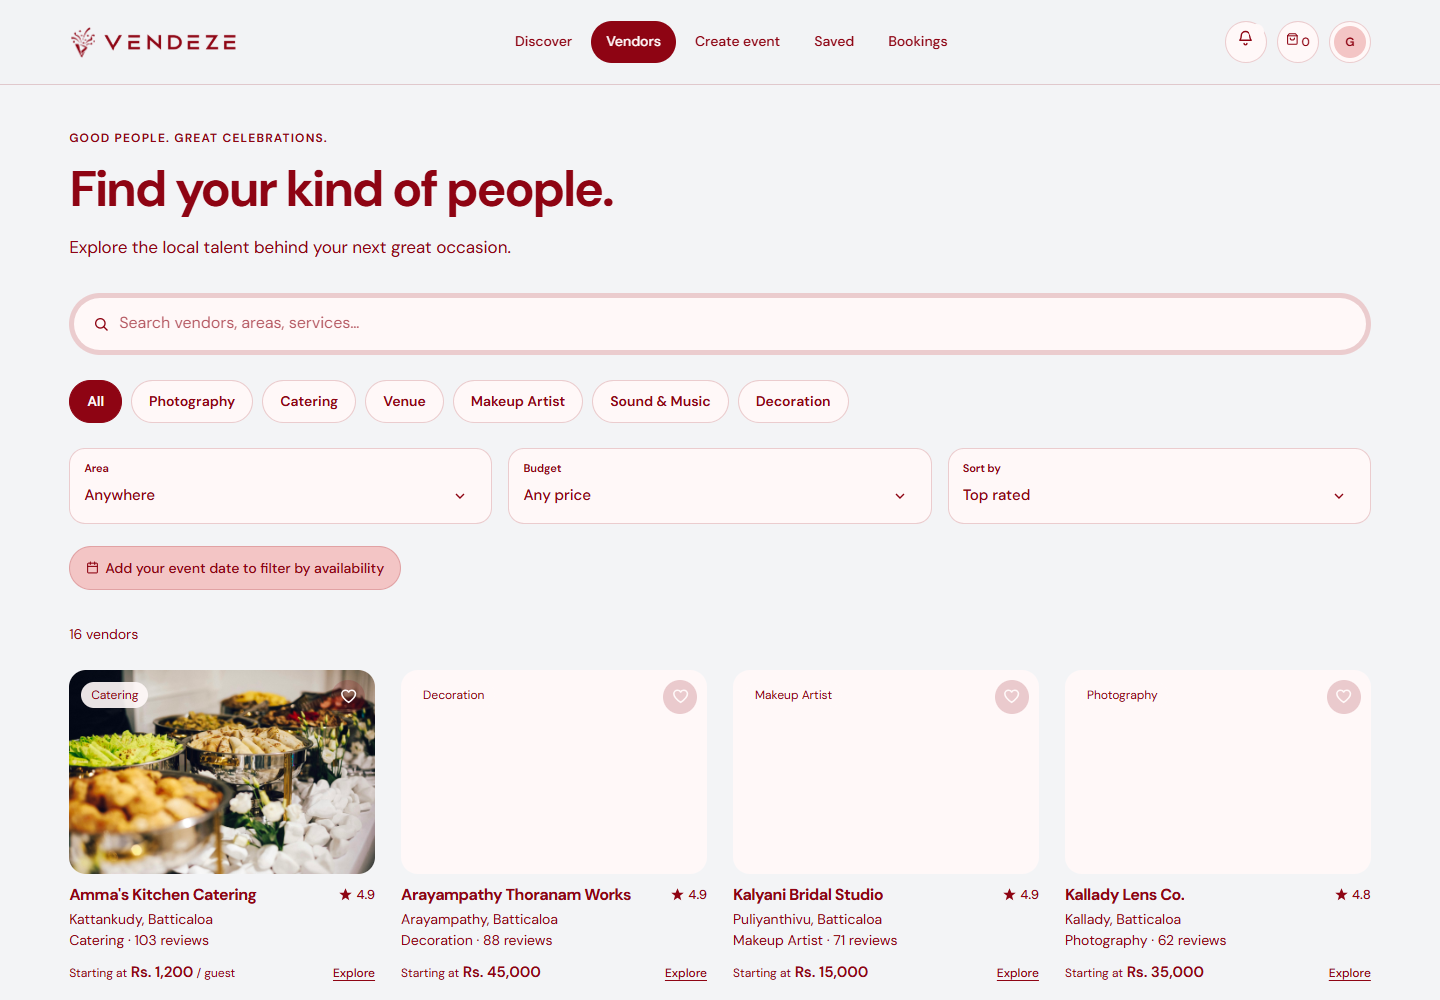 VENDEZE
Discover
Vendors
Create event
Saved
Bookings
0
G
GOOD PEOPLE. GREAT CELEBRATIONS.
Find your kind of people.
Explore the local talent behind your next great occasion.
Search vendors, areas, services...
All
Photography
Catering
Venue
Makeup Artist
Sound & Music
Decoration
Area
Anywhere
Budget
Any price
Sort by
Top rated
Add your event date to filter by availability
16 vendors
Catering
Amma's Kitchen Catering
4.9
Kattankudy, Batticaloa
Catering · 103 reviews
Starting at Rs. 1,200 / guest
Explore
Decoration
Arayampathy Thoranam Works
4.9
Arayampathy, Batticaloa
Decoration · 88 reviews
Starting at Rs. 45,000
Explore
Makeup Artist
Kalyani Bridal Studio
4.9
Puliyanthivu, Batticaloa
Makeup Artist · 71 reviews
Starting at Rs. 15,000
Explore
Photography
Kallady Lens Co.
4.8
Kallady, Batticaloa
Photography · 62 reviews
Starting at Rs. 35,000
Explore